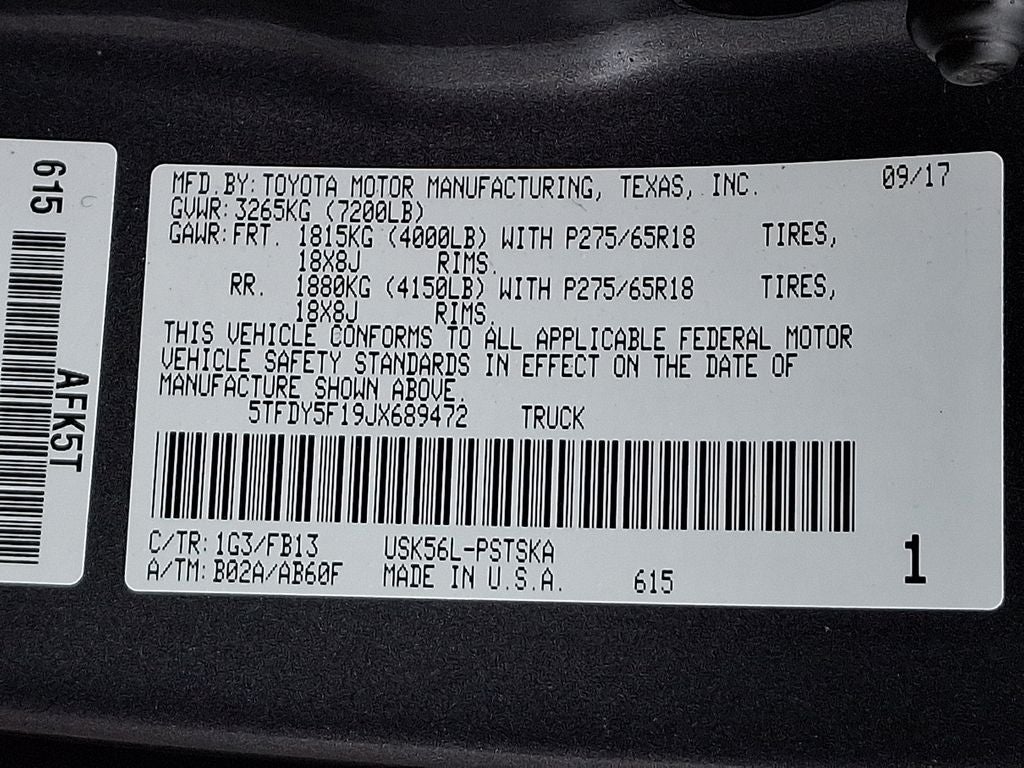 615
AFK5T
MFD.BY: TOYOTA MOTOR MANUFACTURING, TEXAS, INC. 09/17
GVWR: 3265KG (7200LB)
GAWR: FRT. 1815KG (4000LB) WITH P275/65R18 TIRES,
18X8J RIMS.
RR. 1880KG (4150LB) WITH P275/65R18 TIRES,
18X8J RIMS.
THIS VEHICLE CONFORMS TO ALL APPLICABLE FEDERAL MOTOR
VEHICLE SAFETY STANDARDS IN EFFECT ON THE DATE OF
MANUFACTURE SHOWN ABOVE.
5TFDY5F19JX689472 TRUCK
C/TR: 1G3/FB13 USK56L-PSTSKA
A/TM: B02A/AB60F MADE IN U.S.A. 615 1